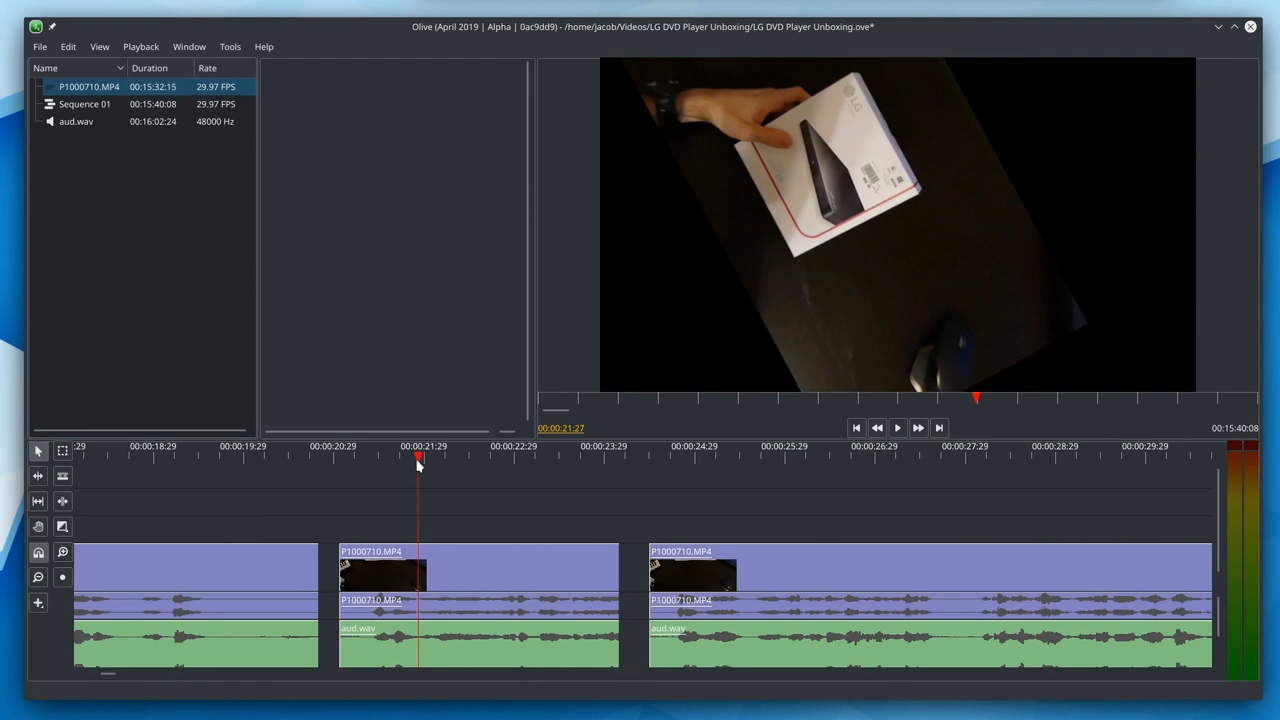 Olive (April 2019 | Alpha | 0ac9dd9) - /home/jacob/Videos/LG DVD Player Unboxing/LG DVD Player Unboxing.ove*
File Edit View Playback Window Tools Help
Name Duration Rate
P1000710.MP4 00:15:32:15 29.97 FPS
Sequence 01 00:15:40:08 29.97 FPS
aud.wav 00:16:02:24 48000 Hz
LG
00:00:21:27 00:15:40:08
:29 00:00:18:29 00:00:19:29 00:00:20:29 00:00:21:29 00:00:22:29 00:00:23:29 00:00:24:29 00:00:25:29 00:00:26:29 00:00:27:29 00:00:28:29 00:00:29:29
P1000710.MP4 P1000710.MP4
P1000710.MP4 P1000710.MP4
aud.wav aud.wav